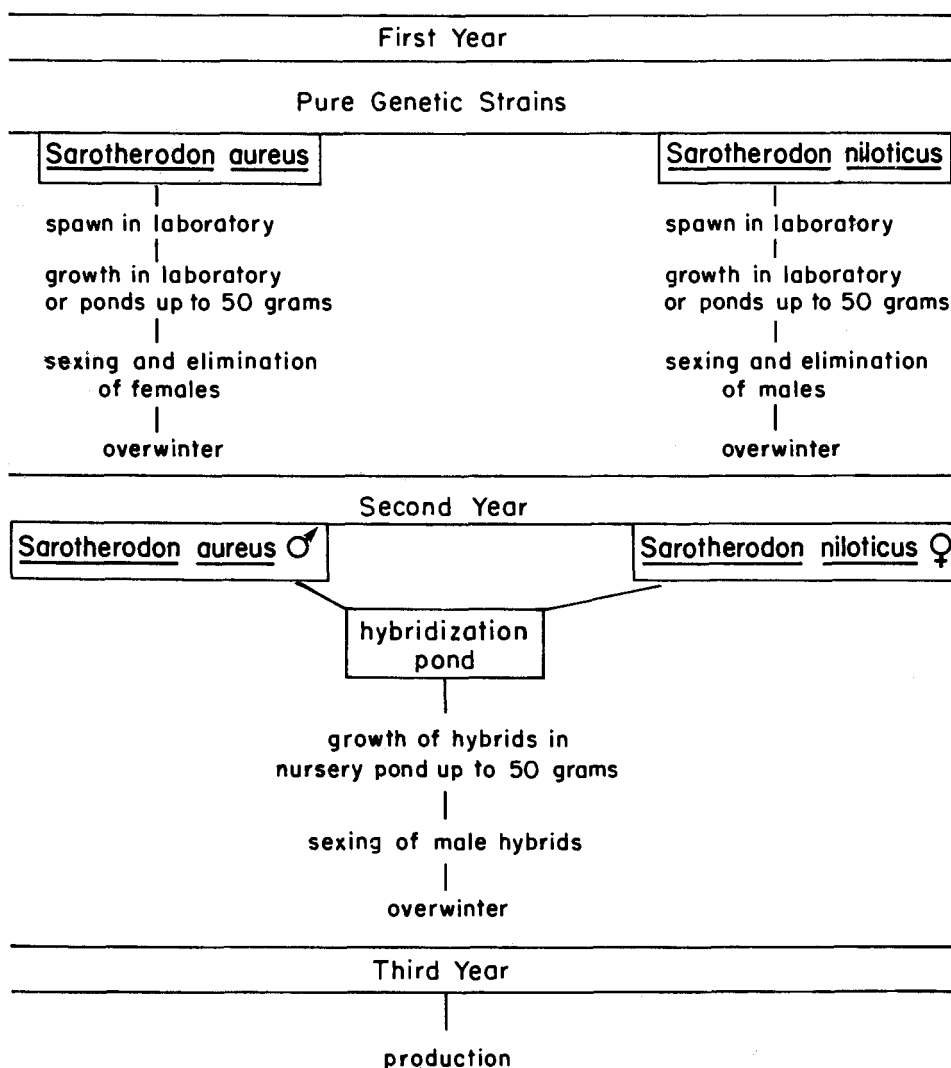 First Year
Pure Genetic Strains
Sarotherodon aureus
spawn in laboratory
growth in laboratory
or ponds up to 50 grams
sexing and elimination
of females
overwinter
Sarotherodon niloticus
spawn in laboratory
growth in laboratory
or ponds up to 50 grams
sexing and elimination
of males
overwinter
Second Year
Sarotherodon aureus ♂
Sarotherodon niloticus ♀
hybridization
pond
growth of hybrids in
nursery pond up to 50 grams
sexing of male hybrids
overwinter
Third Year
production